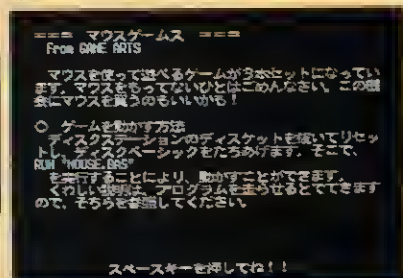 === マウスゲームス ===
From GAME ARTS
マウスを使って遊べるゲームが3本セットになってい
ます。マウスをもってないひとはごめんなさい。この機
会にマウスを買うのもいいかも！
○ ゲームを動かす方法
ディスクステーションのディスケットを抜いてリセッ
トし、ディスクベーシックをたちあげます。そこで、
RUN "MOUSE.BAS"
を実行することにより、動かすことができます。
くわしい説明は、プログラムを走らせるとでてきます
ので、そちらを参照してください。
スペースキーを押してね！！